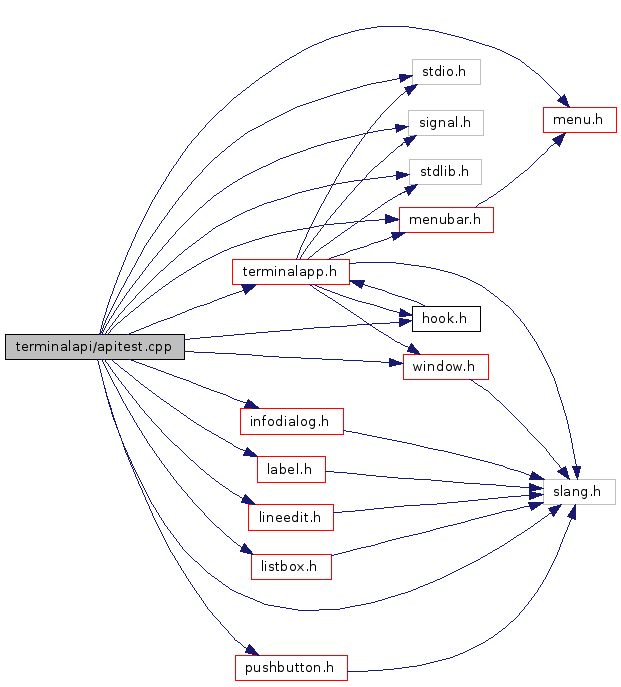 stdio.h
menu.h
signal.h
stdlib.h
menubar.h
terminalapp.h
hook.h
terminalapi/apitest.cpp
window.h
infodialog.h
label.h
slang.h
lineedit.h
listbox.h
pushbutton.h